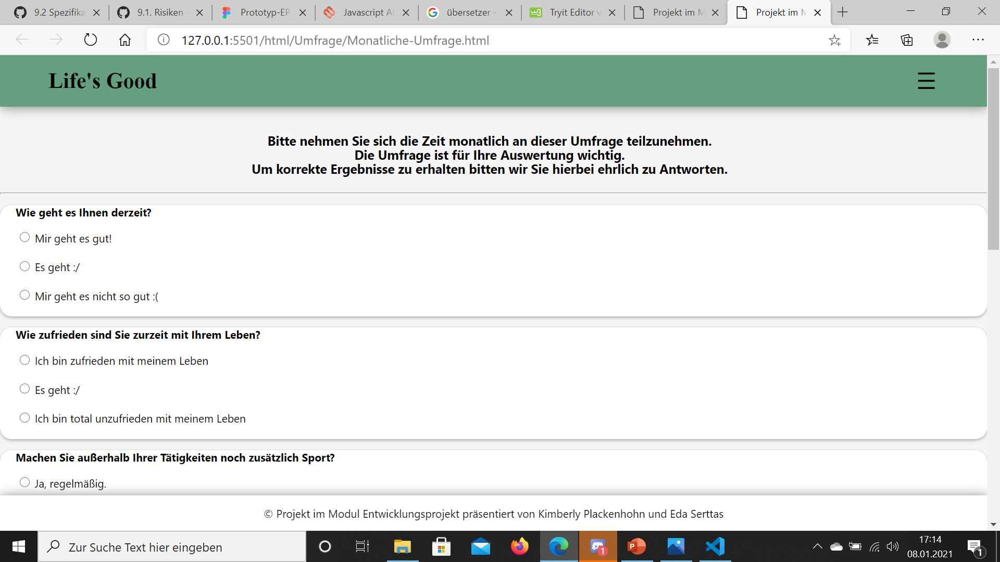 9.2 Spezifika
9.1. Risiken
Prototyp-EP
Javascript Au
übersetzer -
Tryit Editor v
Projekt im M
Projekt im M
127.0.0.1:5501/html/Umfrage/Monatliche-Umfrage.html
Life's Good
Bitte nehmen Sie sich die Zeit monatlich an dieser Umfrage teilzunehmen.
Die Umfrage ist für Ihre Auswertung wichtig.
Um korrekte Ergebnisse zu erhalten bitten wir Sie hierbei ehrlich zu Antworten.
Wie geht es Ihnen derzeit?
Mir geht es gut!
Es geht :/
Mir geht es nicht so gut :(
Wie zufrieden sind Sie zurzeit mit Ihrem Leben?
Ich bin zufrieden mit meinem Leben
Es geht :/
Ich bin total unzufrieden mit meinem Leben
Machen Sie außerhalb Ihrer Tätigkeiten noch zusätzlich Sport?
Ja, regelmäßig.
© Projekt im Modul Entwicklungsprojekt präsentiert von Kimberly Plackenhohn und Eda Serttas
Zur Suche Text hier eingeben
1
17:14
08.01.2021
1